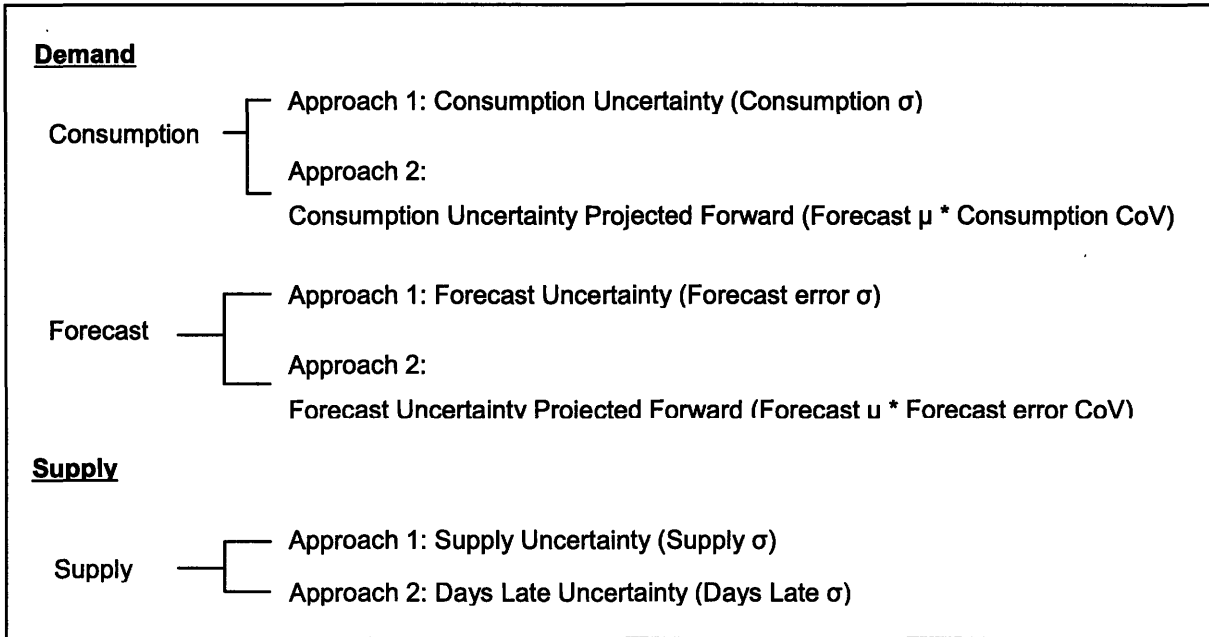 Demand
Consumption
Approach 1: Consumption Uncertainty (Consumption σ)
Approach 2:
Consumption Uncertainty Projected Forward (Forecast μ * Consumption CoV)
Forecast
Approach 1: Forecast Uncertainty (Forecast error σ)
Approach 2:
Forecast Uncertainty Projected Forward (Forecast μ * Forecast error CoV)
Supply
Supply
Approach 1: Supply Uncertainty (Supply σ)
Approach 2: Days Late Uncertainty (Days Late σ)